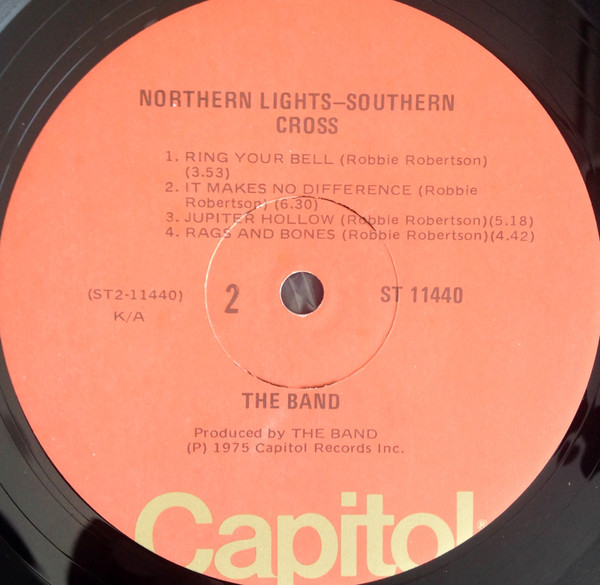 NORTHERN LIGHTS–SOUTHERN
CROSS
1. RING YOUR BELL (Robbie Robertson)
(3.53)
2. IT MAKES NO DIFFERENCE (Robbie
Robertson) (6.30)
3. JUPITER HOLLOW (Robbie Robertson)(5.18)
4. RAGS AND BONES (Robbie Robertson)(4.42)
(ST2-11440) 2 ST 11440
K/A
THE BAND
Produced by THE BAND
(P) 1975 Capitol Records Inc.
Capitol